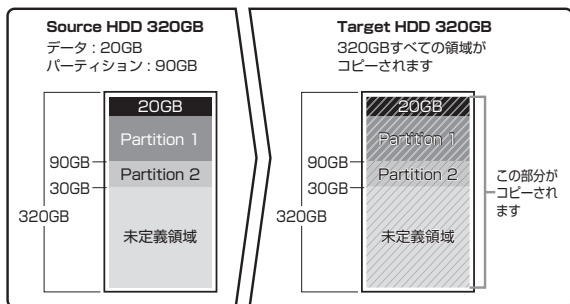 Source HDD 320GB
データ：20GB
パーティション：90GB
20GB
Partition 1
90GB
Partition 2
30GB
320GB
未定義領域
Target HDD 320GB
320GBすべての領域が
コピーされます
20GB
Partition 1
90GB
Partition 2
30GB
320GB
未定義領域
この部分が
コピーされ
ます